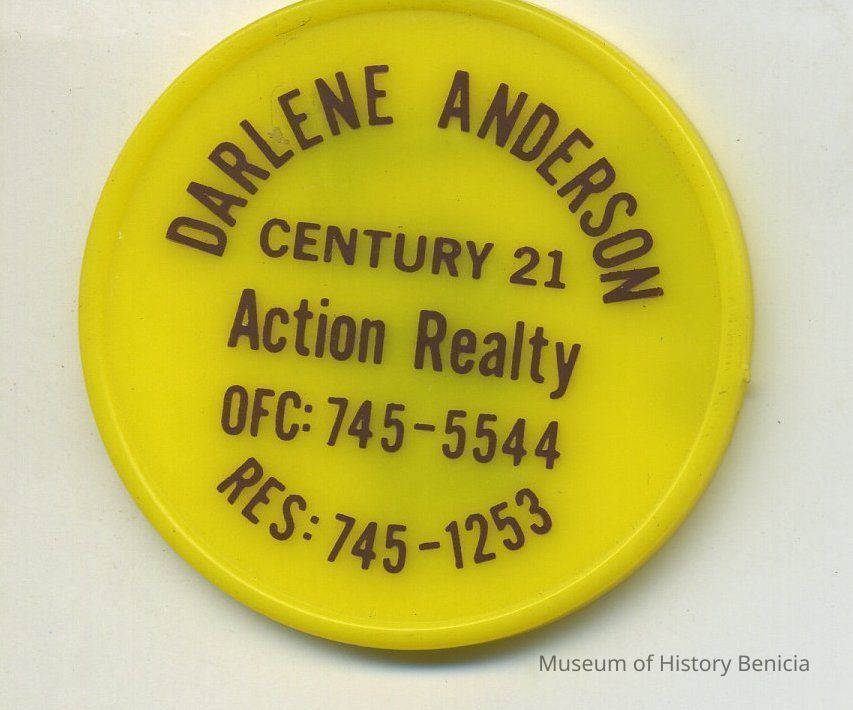 DARLENE ANDERSON
CENTURY 21
Action Realty
OFC: 745-5544
RES: 745-1253
Museum of History Benicia